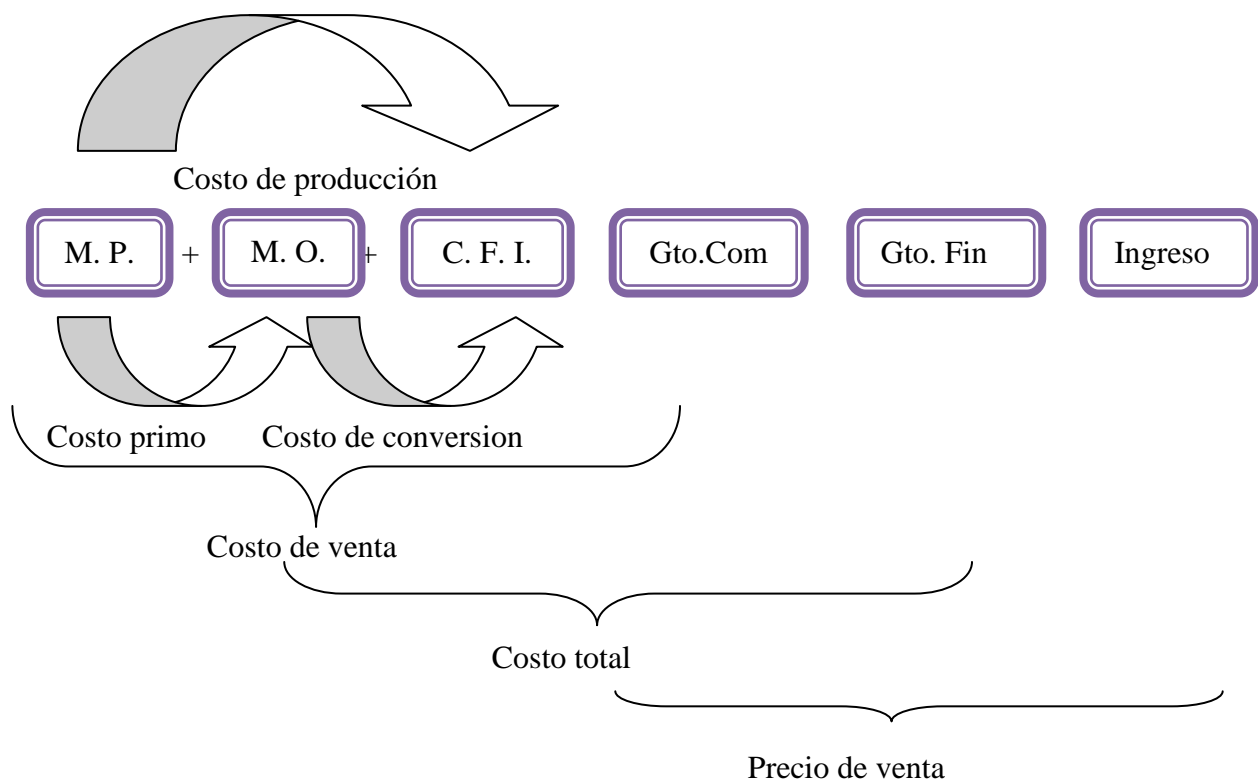 Costo de producción
M. P. + M. O. + C. F. I. Gto.Com Gto. Fin Ingreso
Costo primo Costo de conversion
Costo de venta
Costo total
Precio de venta